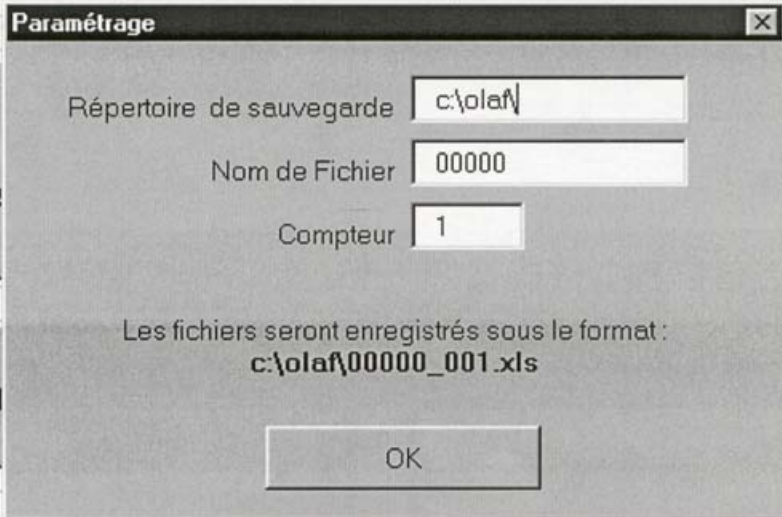 Paramétrage
Répertoire de sauvegarde c:\olaf\
Nom de Fichier 00000
Compteur 1
Les fichiers seront enregistrés sous le format :
c:\olaf\00000_001.xls
OK